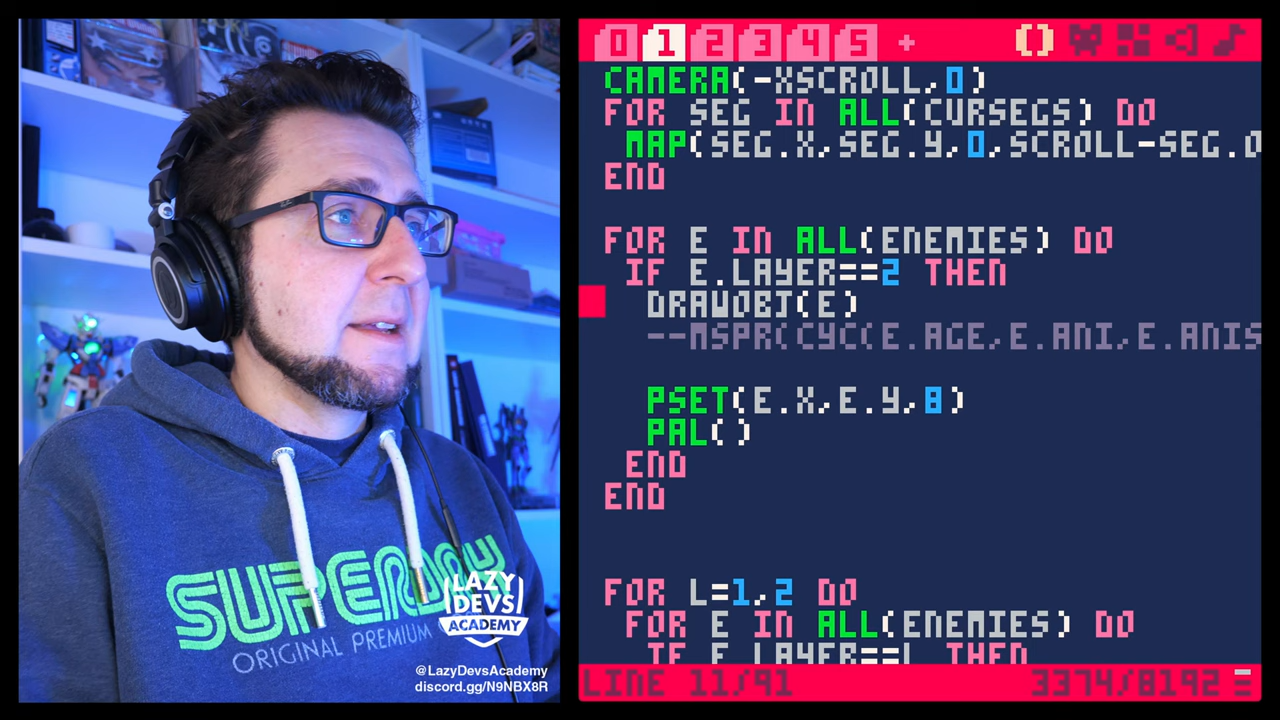 SUPERDRY
ORIGINAL PREMIUM
LAZY
DEVS
ACADEMY
@LazyDevsAcademy
discord.gg/N9NBX8R
0 1 2 3 4 5 +
CAMERA(-XSCROLL,0)
FOR SEG IN ALL(CURSEGS) DO
MAP(SEG.X,SEG.Y,0,SCROLL-SEG.O
END
FOR E IN ALL(ENEMIES) DO
IF E.LAYER==2 THEN
DRAWOBJ(E)
--MSPR(CYC(E.AGE,E.ANI,E.ANIS
PSET(E.X,E.Y,8)
PAL()
END
END
FOR L=1,2 DO
FOR E IN ALL(ENEMIES) DO
IF E.LAYER==L THEN
LINE 11/91
3374/8192